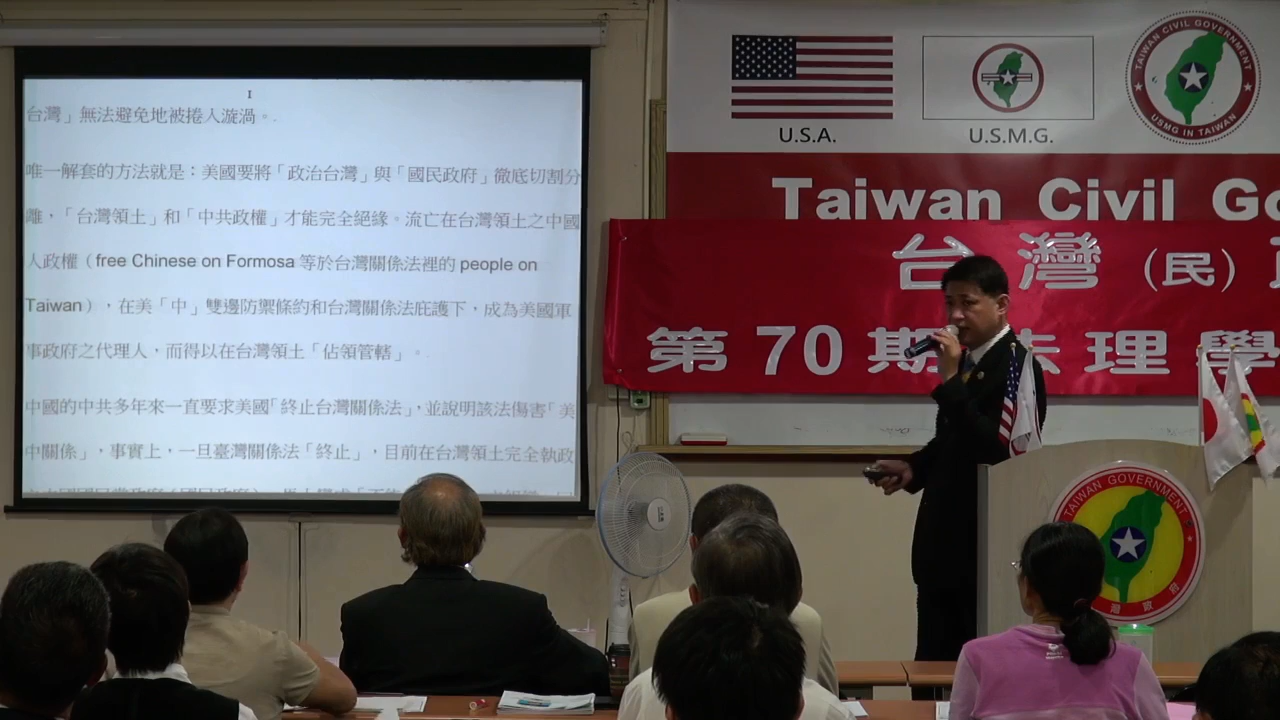 台灣」無法避免地被捲入漩渦。
唯一解套的方法就是：美國要將「政治台灣」與「國民政府」徹底切割分
離，「台灣領土」和「中共政權」才能完全絕緣。流亡在台灣領土之中國
人政權（free Chinese on Formosa 等於台灣關係法裡的 people on
Taiwan），在美「中」雙邊防禦條約和台灣關係法庇護下，成為美國軍
事政府之代理人，而得以在台灣領土「佔領管轄」。
中國的中共多年來一直要求美國「終止台灣關係法」，並說明該法傷害「美
中關係」，事實上，一旦臺灣關係法「終止」，目前在台灣領土完全執政
U.S.A.
U.S.M.G.
TAIWAN CIVIL GOVERNMENT
USMG IN TAIWAN
Taiwan Civil Go
台灣（民）
第70期法理學
TAIWAN GOVERNMENT
灣政府